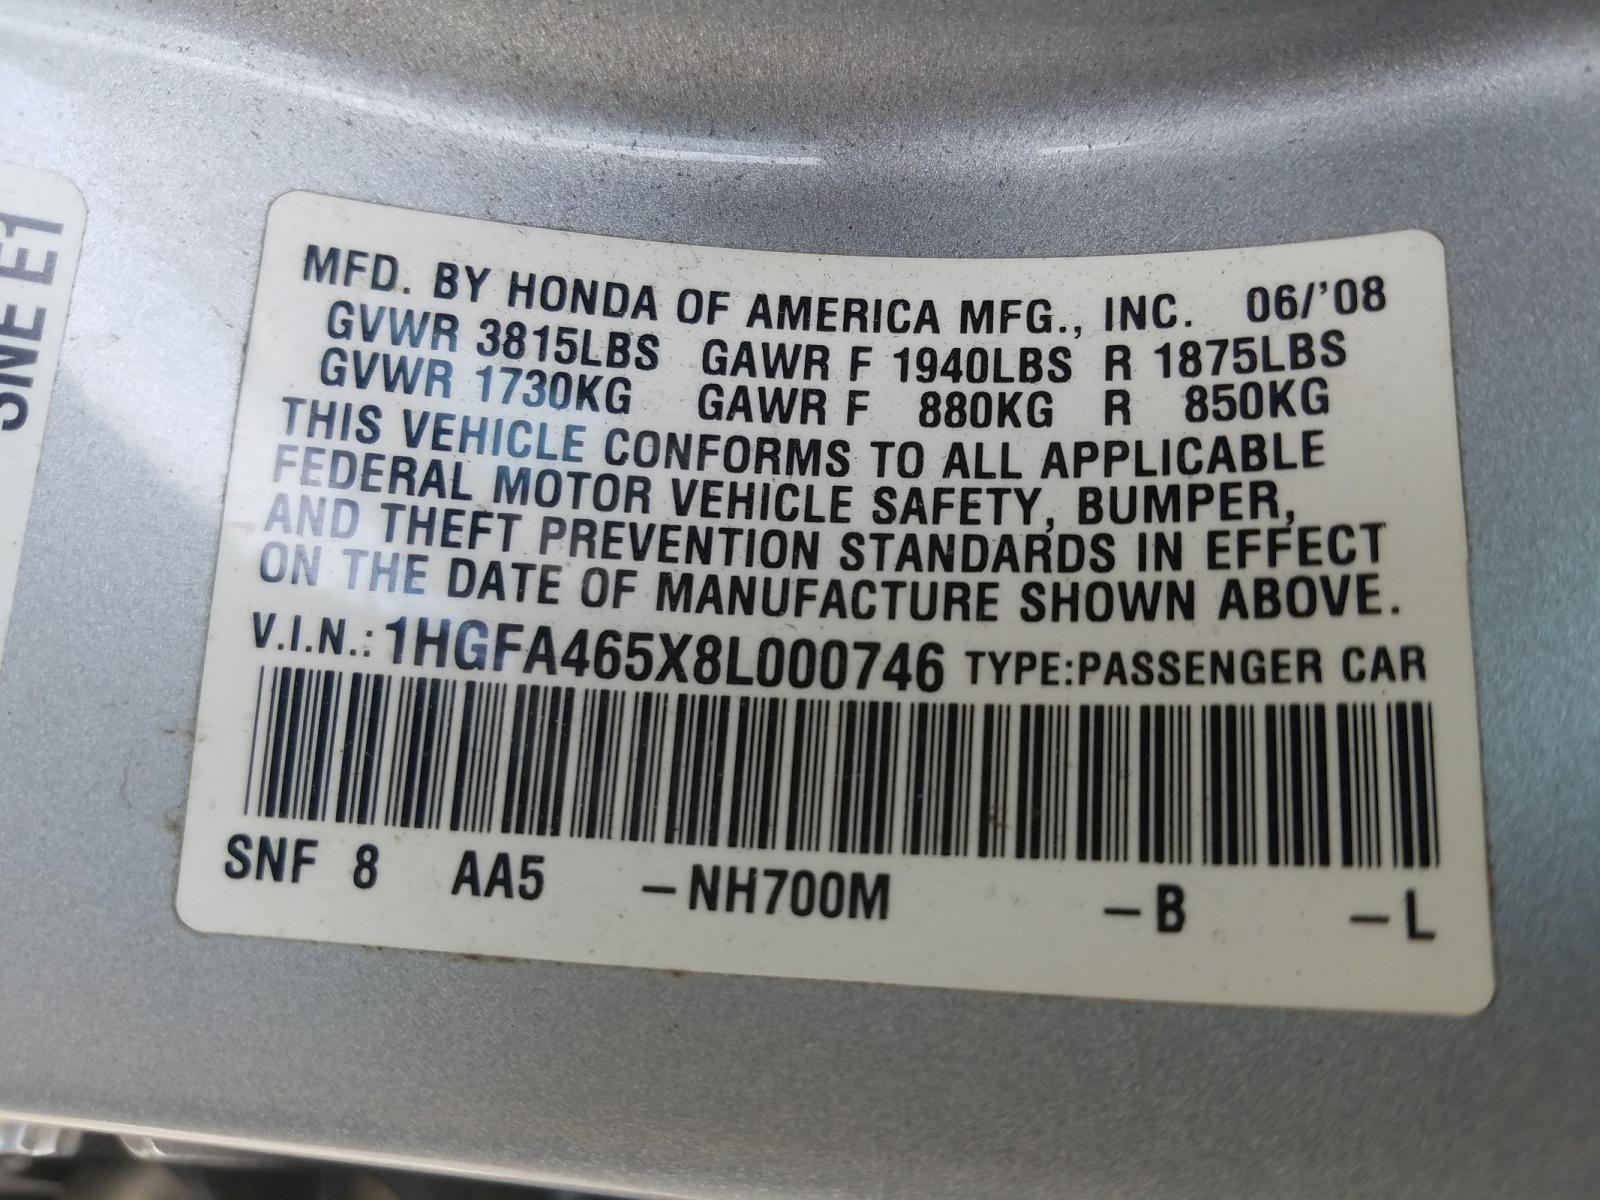 SNE E1
MFD. BY HONDA OF AMERICA MFG., INC. 06/'08
GVWR 3815LBS GAWR F 1940LBS R 1875LBS
GVWR 1730KG GAWR F 880KG R 850KG
THIS VEHICLE CONFORMS TO ALL APPLICABLE
FEDERAL MOTOR VEHICLE SAFETY, BUMPER,
AND THEFT PREVENTION STANDARDS IN EFFECT
ON THE DATE OF MANUFACTURE SHOWN ABOVE.
V.I.N.: 1HGFA465X8L000746 TYPE:PASSENGER CAR
SNF 8 AA5 -NH700M -B -L